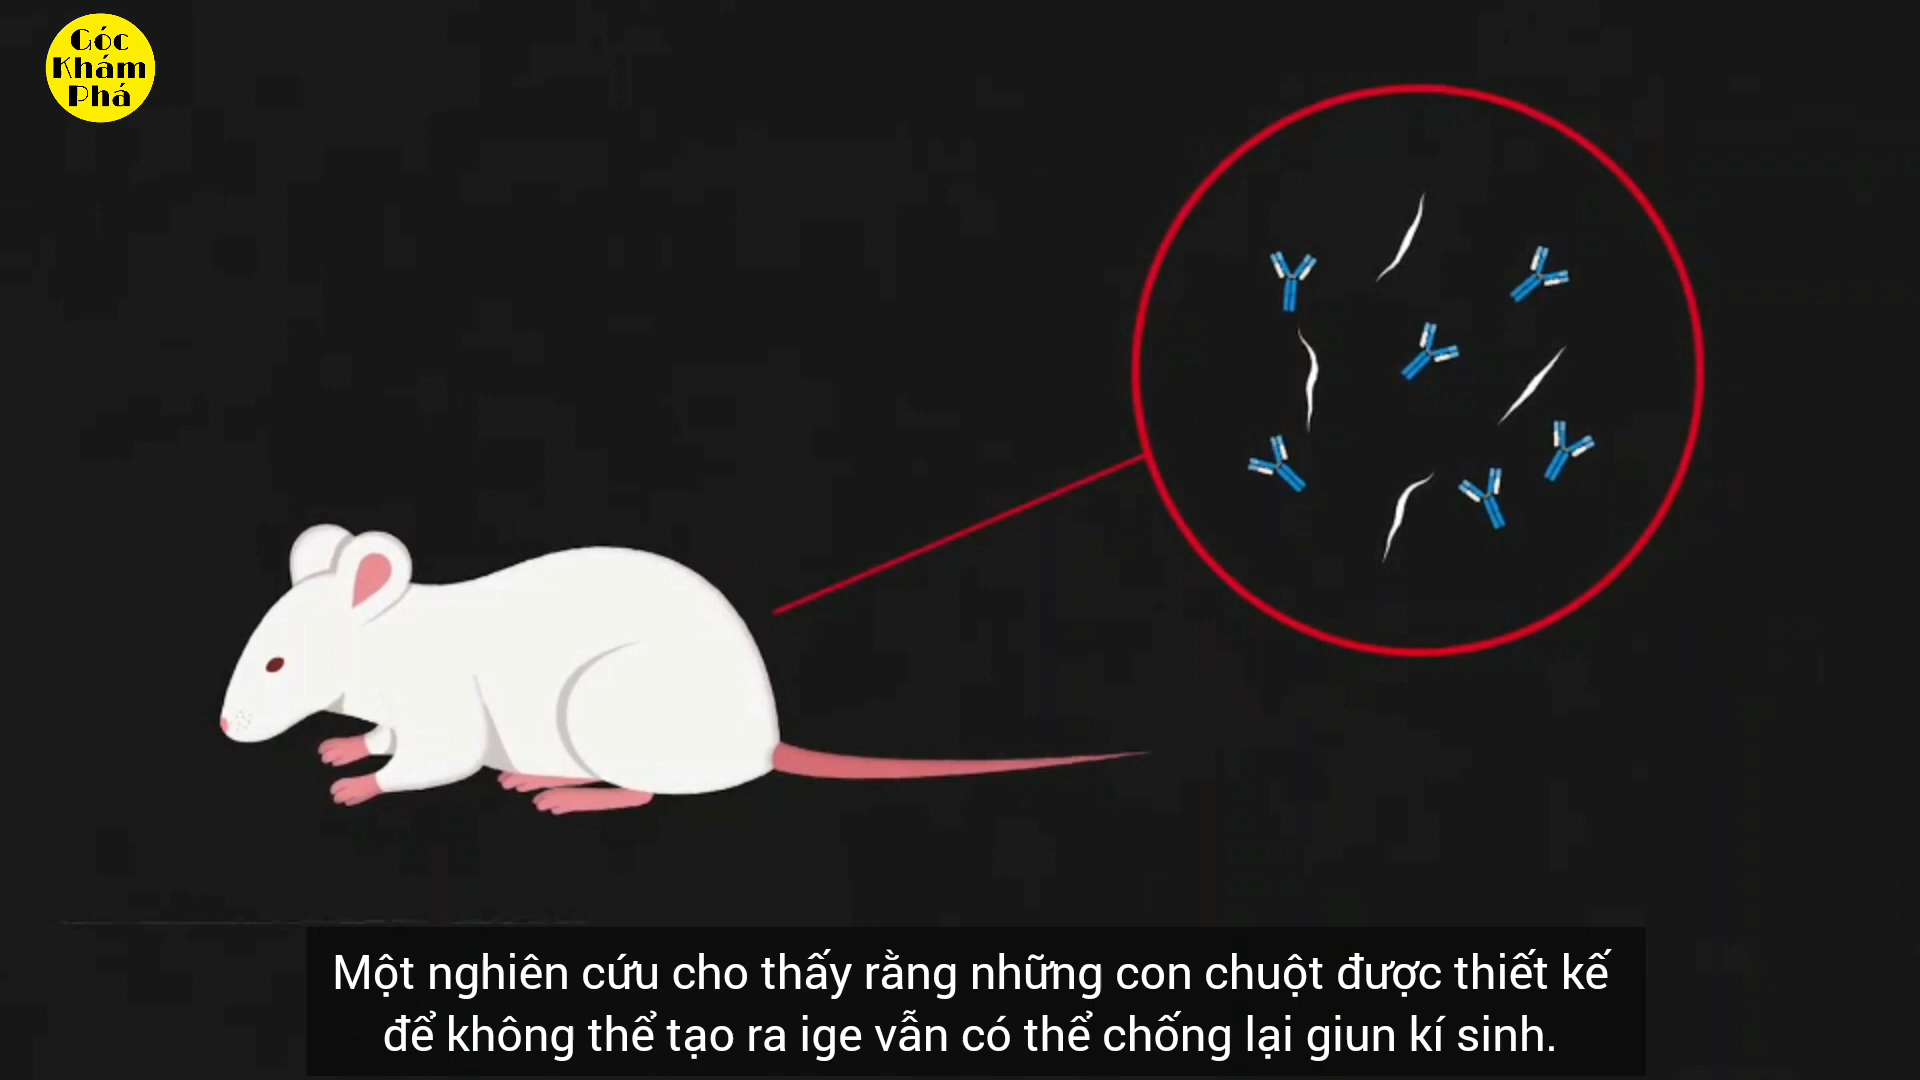 Góc
Khám
Phá
Một nghiên cứu cho thấy rằng những con chuột được thiết kế
để không thể tạo ra ige vẫn có thể chống lại giun kí sinh.